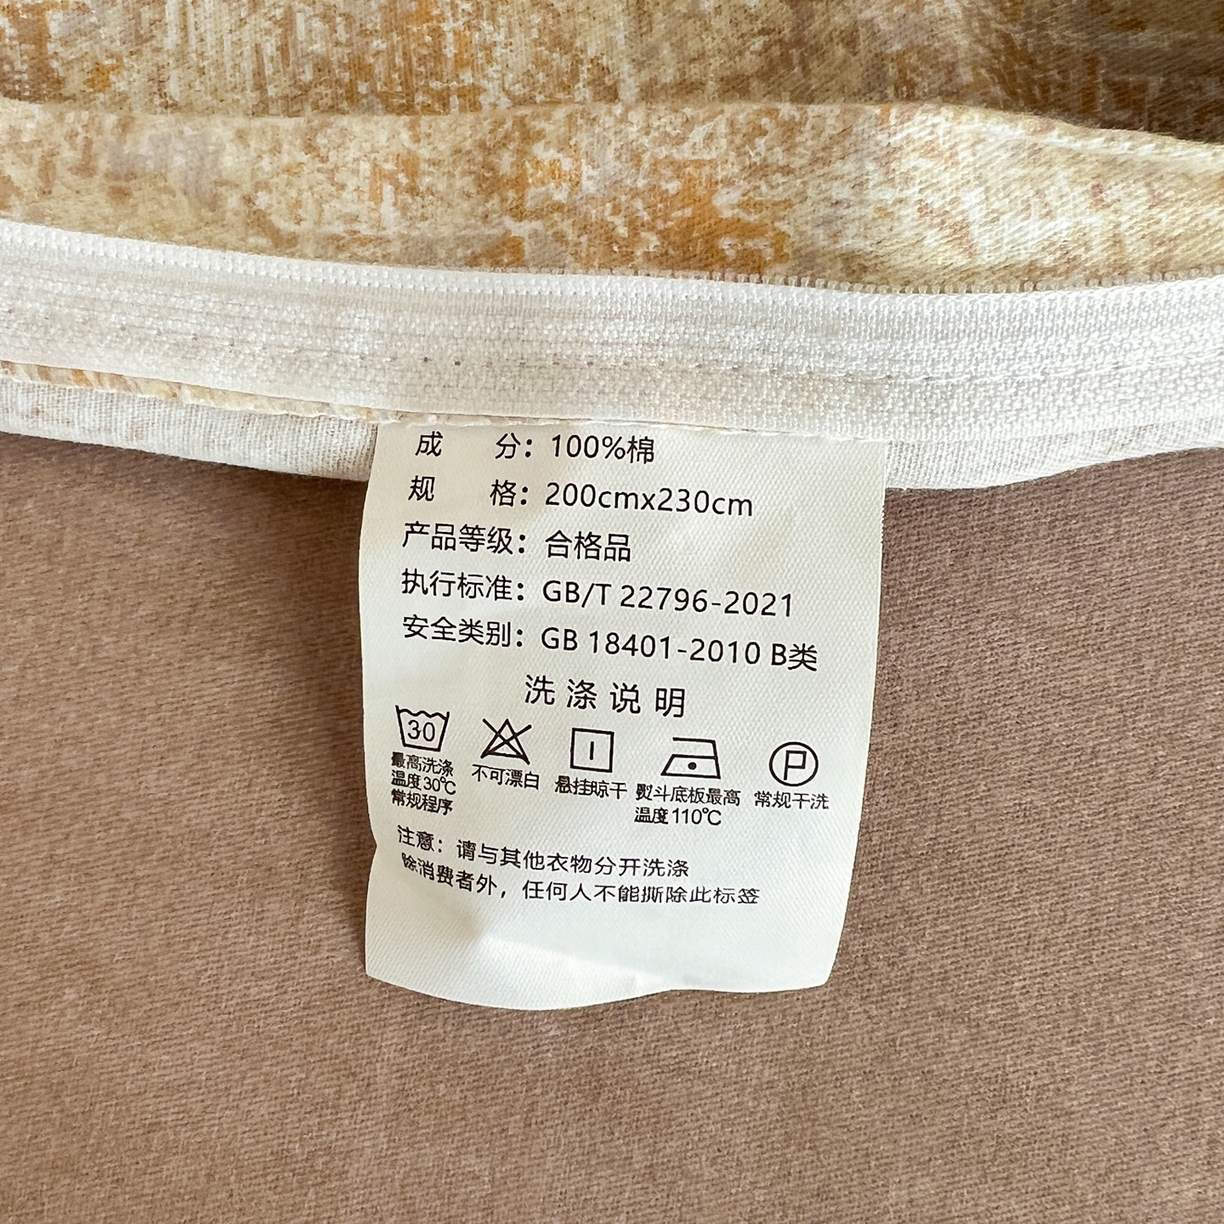 成 分：100%棉
规 格：200cmx230cm
产品等级：合格品
执行标准：GB/T 22796-2021
安全类别：GB 18401-2010 B类
洗涤说明
30
P
最高洗涤
温度30℃
常规程序
不可漂白
悬挂晾干
熨斗底板最高
温度110℃
常规干洗
注意：请与其他衣物分开洗涤
除消费者外，任何人不能撕除此标签